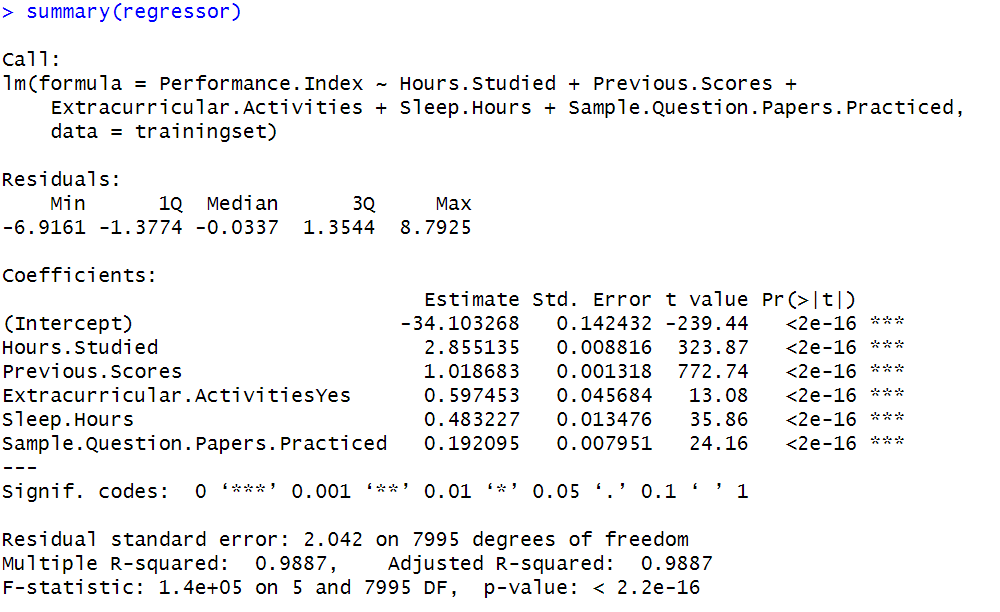 > summary(regressor)
Call:
lm(formula = Performance.Index ~ Hours.Studied + Previous.Scores +
    Extracurricular.Activities + Sleep.Hours + Sample.Question.Papers.Practiced,
    data = trainingset)
Residuals:
    Min      1Q  Median      3Q     Max
-6.9161 -1.3774 -0.0337  1.3544  8.7925
Coefficients:
                                   Estimate Std. Error t value Pr(>|t|)
(Intercept)                      -34.103268   0.142432 -239.44   <2e-16 ***
Hours.Studied                      2.855135   0.008816  323.87   <2e-16 ***
Previous.Scores                    1.018683   0.001318  772.74   <2e-16 ***
Extracurricular.ActivitiesYes      0.597453   0.045684   13.08   <2e-16 ***
Sleep.Hours                        0.483227   0.013476   35.86   <2e-16 ***
Sample.Question.Papers.Practiced   0.192095   0.007951   24.16   <2e-16 ***
---
Signif. codes:  0 ‘***’ 0.001 ‘**’ 0.01 ‘*’ 0.05 ‘.’ 0.1 ‘ ’ 1
Residual standard error: 2.042 on 7995 degrees of freedom
Multiple R-squared:  0.9887,    Adjusted R-squared:  0.9887
F-statistic: 1.4e+05 on 5 and 7995 DF,  p-value: < 2.2e-16